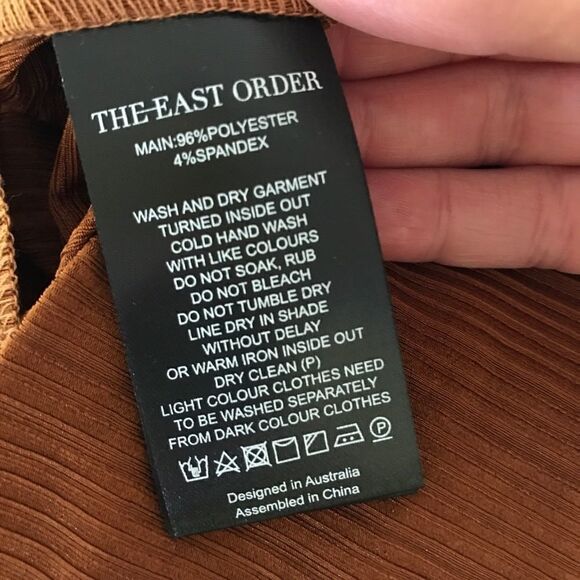 THE EAST ORDER
MAIN:96%POLYESTER
4%SPANDEX
WASH AND DRY GARMENT
TURNED INSIDE OUT
COLD HAND WASH
WITH LIKE COLOURS
DO NOT SOAK, RUB
DO NOT BLEACH
DO NOT TUMBLE DRY
LINE DRY IN SHADE
WITHOUT DELAY
OR WARM IRON INSIDE OUT
DRY CLEAN (P)
LIGHT COLOUR CLOTHES NEED
TO BE WASHED SEPARATELY
FROM DARK COLOUR CLOTHES
P
Designed in Australia
Assembled in China